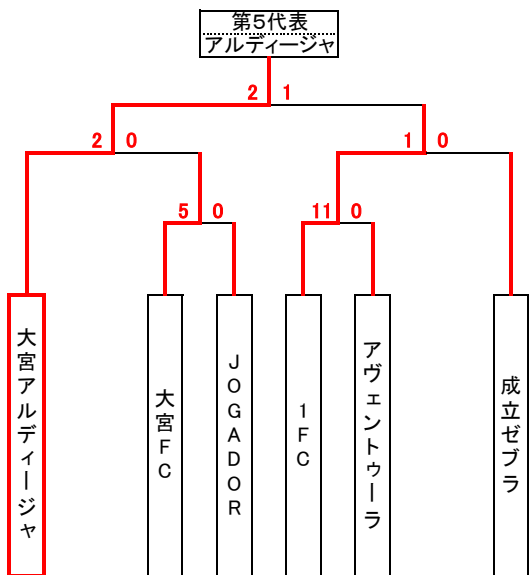 第5代表
アルディージャ
2 1
2 0
1 0
5 0
11 0
大宮アルディージャ
大宮FC
JOGADOR
1FC
アヴェントゥーラ
成立ゼブラ